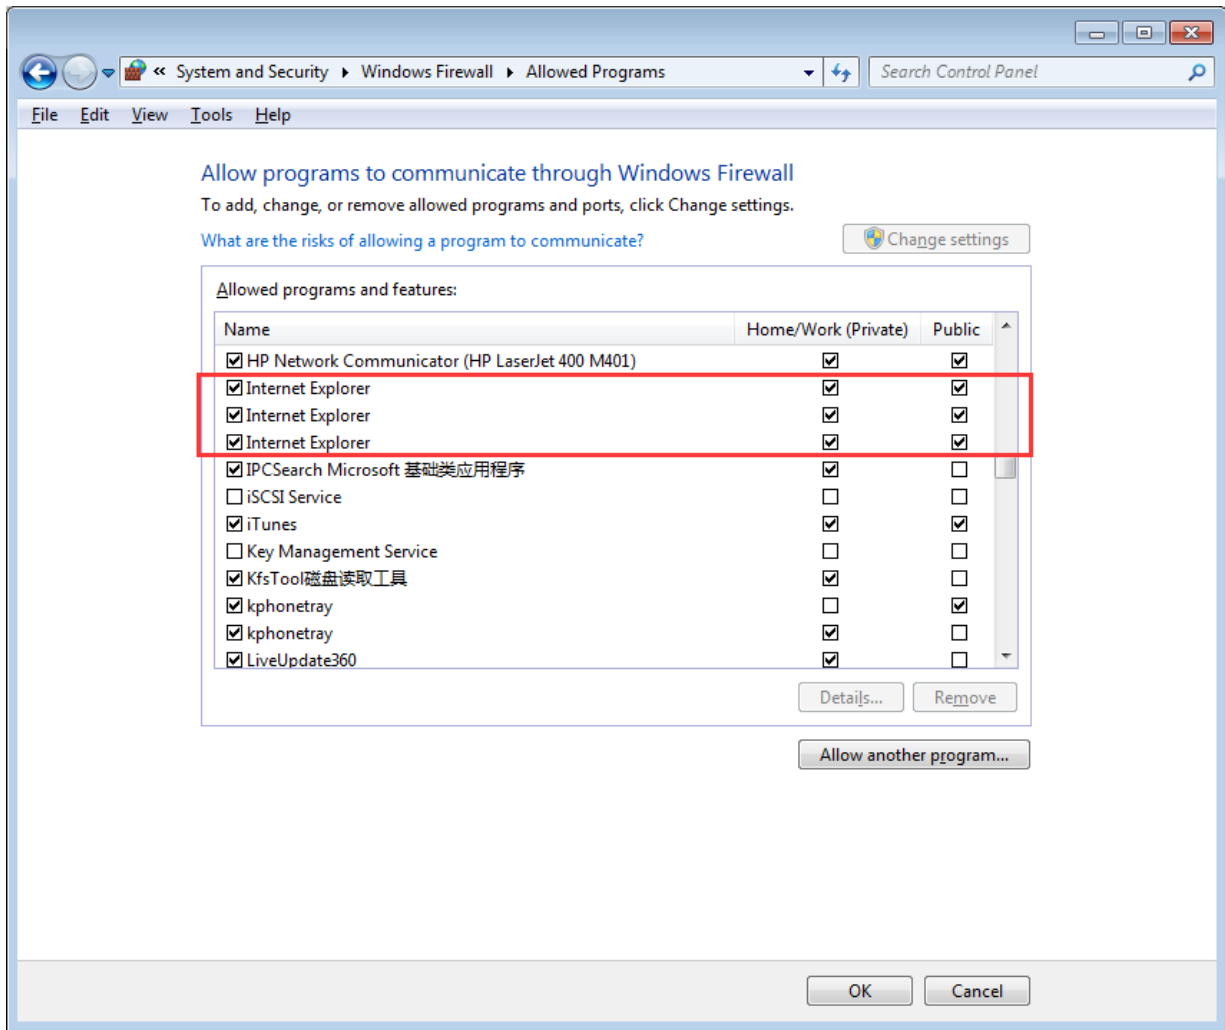 « System and Security ▸ Windows Firewall ▸ Allowed Programs
Search Control Panel
File Edit View Tools Help
Allow programs to communicate through Windows Firewall
To add, change, or remove allowed programs and ports, click Change settings.
What are the risks of allowing a program to communicate?
Change settings
Allowed programs and features:
Name Home/Work (Private) Public
HP Network Communicator (HP LaserJet 400 M401)
Internet Explorer
Internet Explorer
Internet Explorer
IPCSearch Microsoft 基础类应用程序
iSCSI Service
iTunes
Key Management Service
KfsTool磁盘读取工具
kphonetray
kphonetray
LiveUpdate360
Details... Remove
Allow another program...
OK Cancel